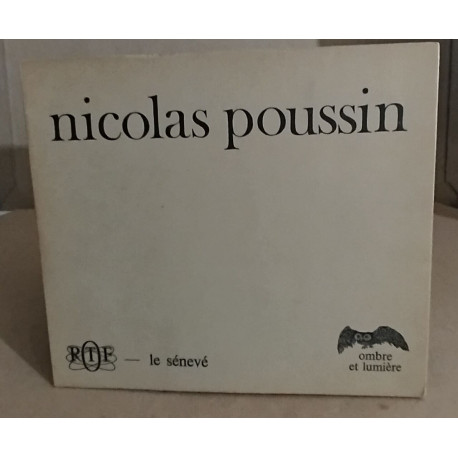 nicolas poussin
RTF — le sénevé
ombre
et lumière